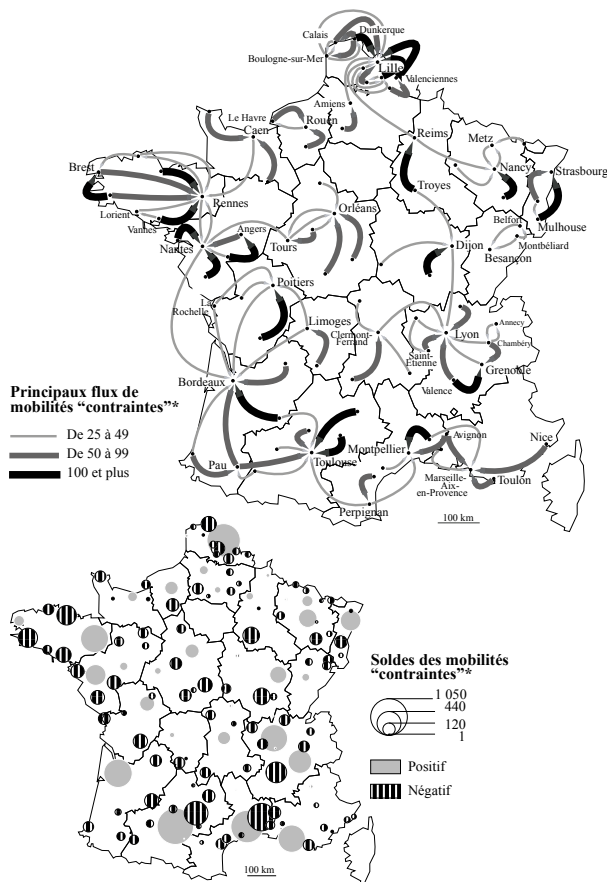 Calais
Dunkerque
Boulogne-sur-Mer
Lille
Valenciennes
Amiens
Le Havre
Rouen
Caen
Reims
Metz
Nancy
Strasbourg
Brest
Rennes
Lorient
Vannes
Troyes
Mulhouse
Orléans
Angers
Tours
Nantes
Dijon
Belfort
Montbéliard
Besançon
Poitiers
La
Rochelle
Limoges
Clermont-
Ferrand
Lyon
Annecy
Chambéry
Saint-
Etienne
Grenoble
Valence
Bordeaux
Principaux flux de
mobilités “contraintes”*
De 25 à 49
De 50 à 99
100 et plus
Pau
Toulouse
Montpellier
Avignon
Nice
Marseille-
Aix-
en-Provence
Toulon
Perpignan
100 km
Soldes des mobilités
“contraintes”*
1 050
440
120
1
Positif
Négatif
100 km